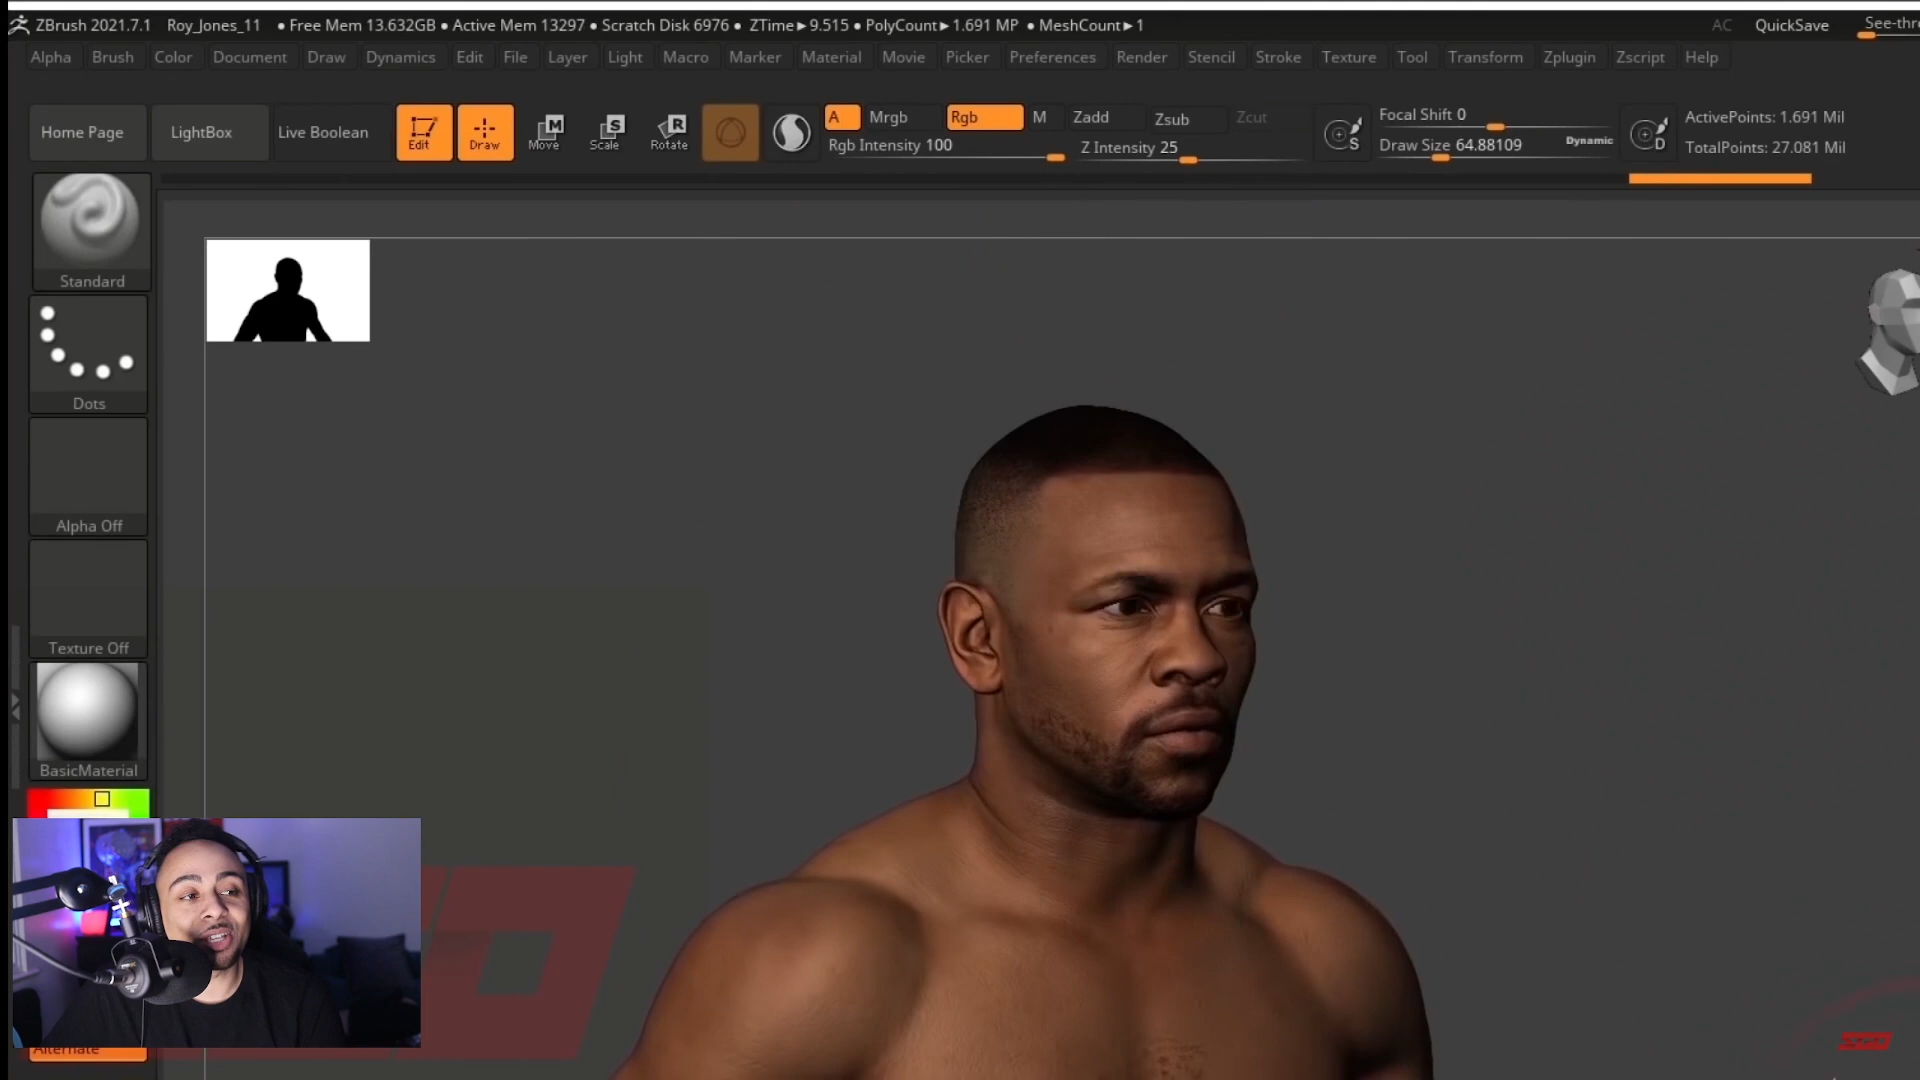 ZBrush 2021.7.1 Roy_Jones_11 • Free Mem 13.632GB • Active Mem 13297 • Scratch Disk 6976 • ZTime►9.515 • PolyCount►1.691 MP • MeshCount►1 AC QuickSave See-thr
Alpha Brush Color Document Draw Dynamics Edit File Layer Light Macro Marker Material Movie Picker Preferences Render Stencil Stroke Texture Tool Transform Zplugin Zscript Help
Home Page LightBox Live Boolean Edit Draw Move Scale Rotate
A Mrgb Rgb M Zadd Zsub Zcut
Rgb Intensity 100 Z Intensity 25
Focal Shift 0
Draw Size 64.88109 Dynamic
ActivePoints: 1.691 Mil
TotalPoints: 27.081 Mil
Standard
Dots
Alpha Off
Texture Off
BasicMaterial
Alternate